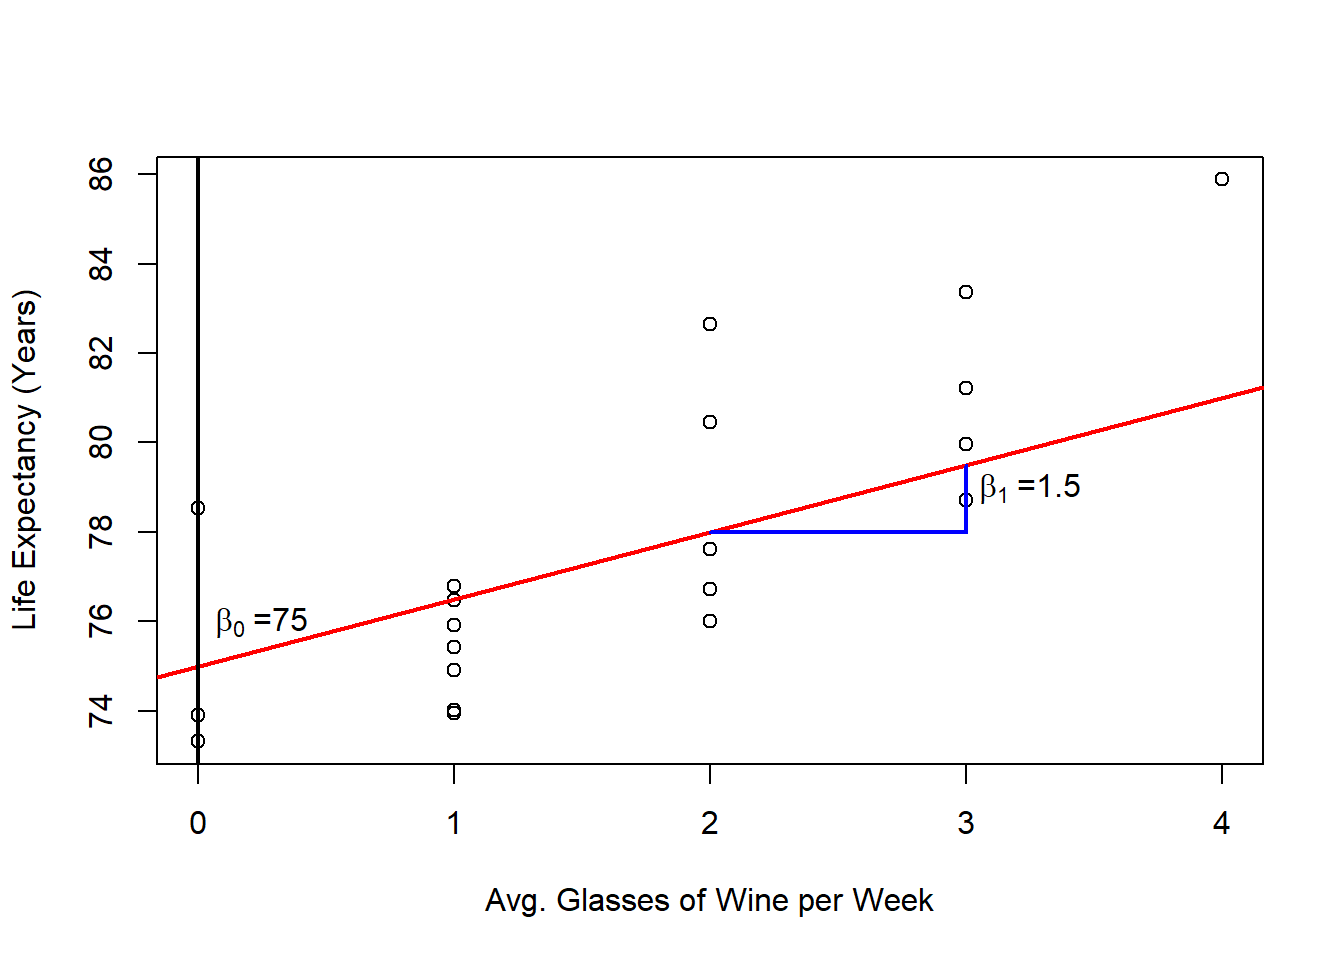 86
84
82
80
78
76
74
Life Expectancy (Years)
β0 =75
β1 =1.5
0 1 2 3 4
Avg. Glasses of Wine per Week